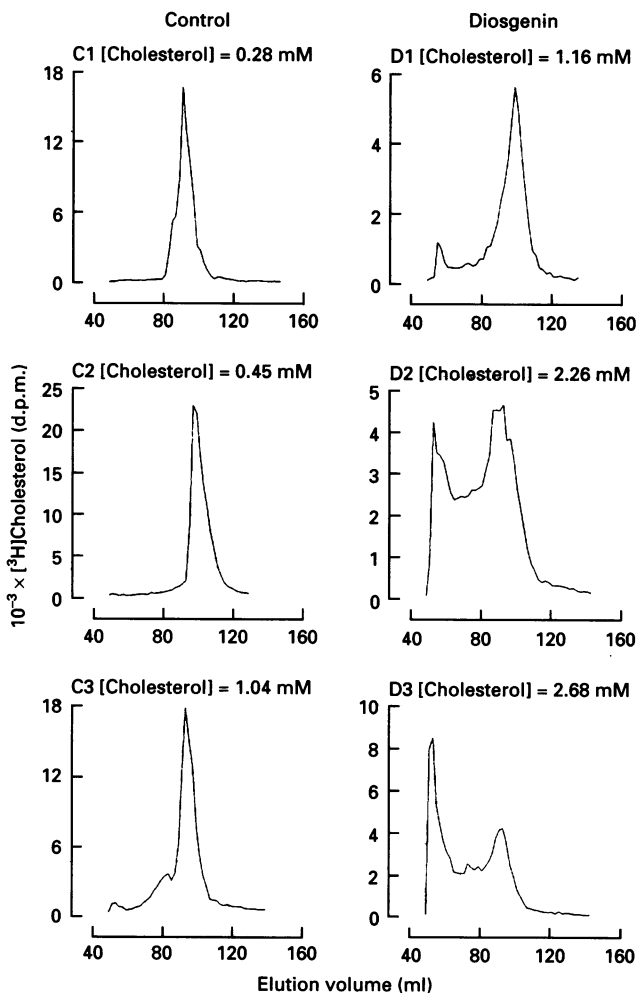 Control
Diosgenin
C1 [Cholesterol] = 0.28 mM
18
12
6
0
40 80 120 160
D1 [Cholesterol] = 1.16 mM
6
4
2
0
40 80 120 160
C2 [Cholesterol] = 0.45 mM
25
20
15
10
5
0
40 80 120 160
D2 [Cholesterol] = 2.26 mM
5
4
3
2
1
0
40 80 120 160
C3 [Cholesterol] = 1.04 mM
18
12
6
0
40 80 120 160
D3 [Cholesterol] = 2.68 mM
10
8
6
4
2
0
40 80 120 160
10⁻³ × [³H]Cholesterol (d.p.m.)
Elution volume (ml)